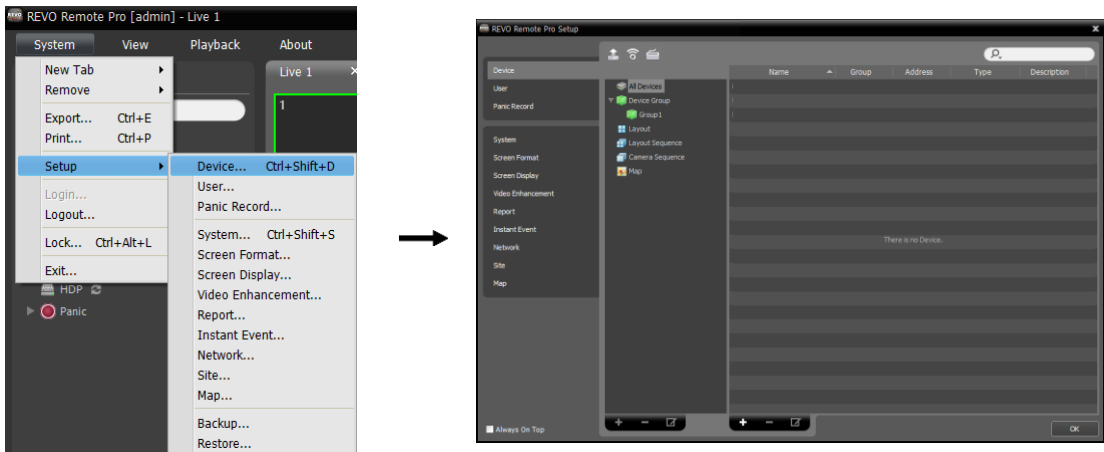 REVO Remote Pro [admin] - Live 1
System View Playback About
New Tab
Remove
Export... Ctrl+E
Print... Ctrl+P
Setup
Login...
Logout...
Lock... Ctrl+Alt+L
Exit...
HDP
Panic
Live 1
1
Device... Ctrl+Shift+D
User...
Panic Record...
System... Ctrl+Shift+S
Screen Format...
Screen Display...
Video Enhancement...
Report...
Instant Event...
Network...
Site...
Map...
Backup...
Restore...
REVO Remote Pro Setup
Device
User
Panic Record
System
Screen Format
Screen Display
Video Enhancement
Report
Instant Event
Network
Site
Map
Always On Top
All Devices
Device Group
Group1
Layout
Layout Sequence
Camera Sequence
Map
Name Group Address Type Description
There is no Device.
OK